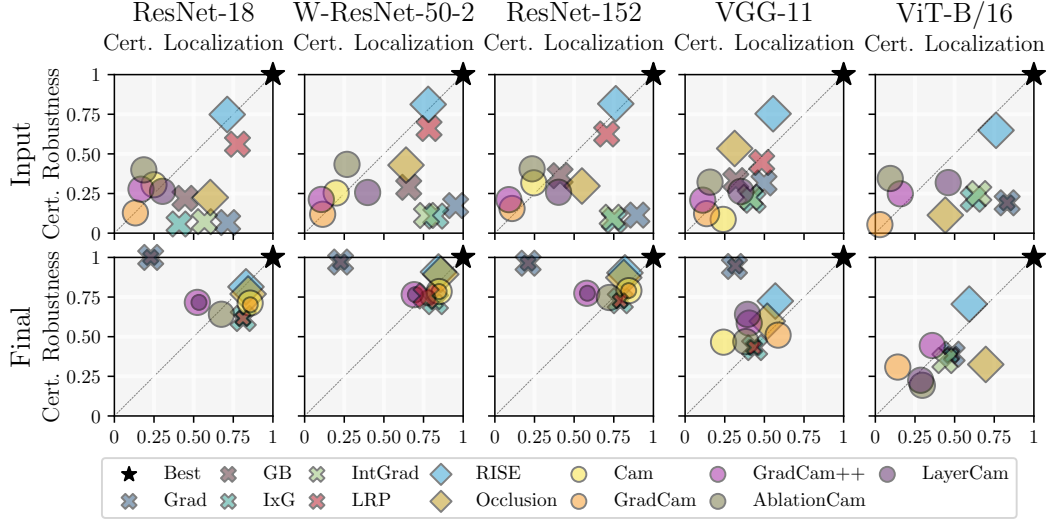 ResNet-18 W-ResNet-50-2 ResNet-152 VGG-11 ViT-B/16
Cert. Localization Cert. Localization Cert. Localization Cert. Localization Cert. Localization
Input
Cert. Robustness
1
0.75
0.50
0.25
0
Final
Cert. Robustness
1
0.75
0.50
0.25
0
0 0.25 0.50 0.75 1 0 0.25 0.50 0.75 1 0 0.25 0.50 0.75 1 0 0.25 0.50 0.75 1 0 0.25 0.50 0.75 1
Best GB IntGrad RISE Cam GradCam++ LayerCam
Grad IxG LRP Occlusion GradCam AblationCam